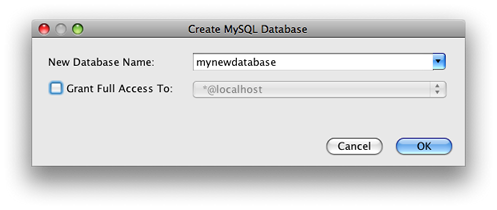 Create MySQL Database
New Database Name: mynewdatabase
Grant Full Access To: *@localhost
Cancel OK